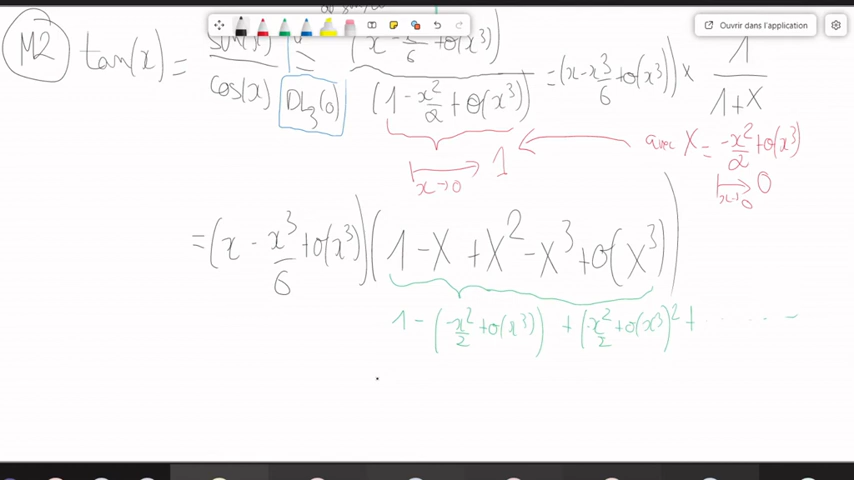 Ouvrir dans l'application
M2 tan(x) = sin(x) / cos(x) = DL₃(0) (x - x³/6 + o(x³)) / (1 - x²/2 + o(x³)) = (x - x³/6 + o(x³)) × 1 / 1+X
avec X = -x²/2 + o(x³)
x→0 1
x→0 0
= (x - x³/6 + o(x³)) (1 - X + X² - X³ + o(X³))
1 - (-x²/2 + o(x³)) + (-x²/2 + o(x³)² + ......